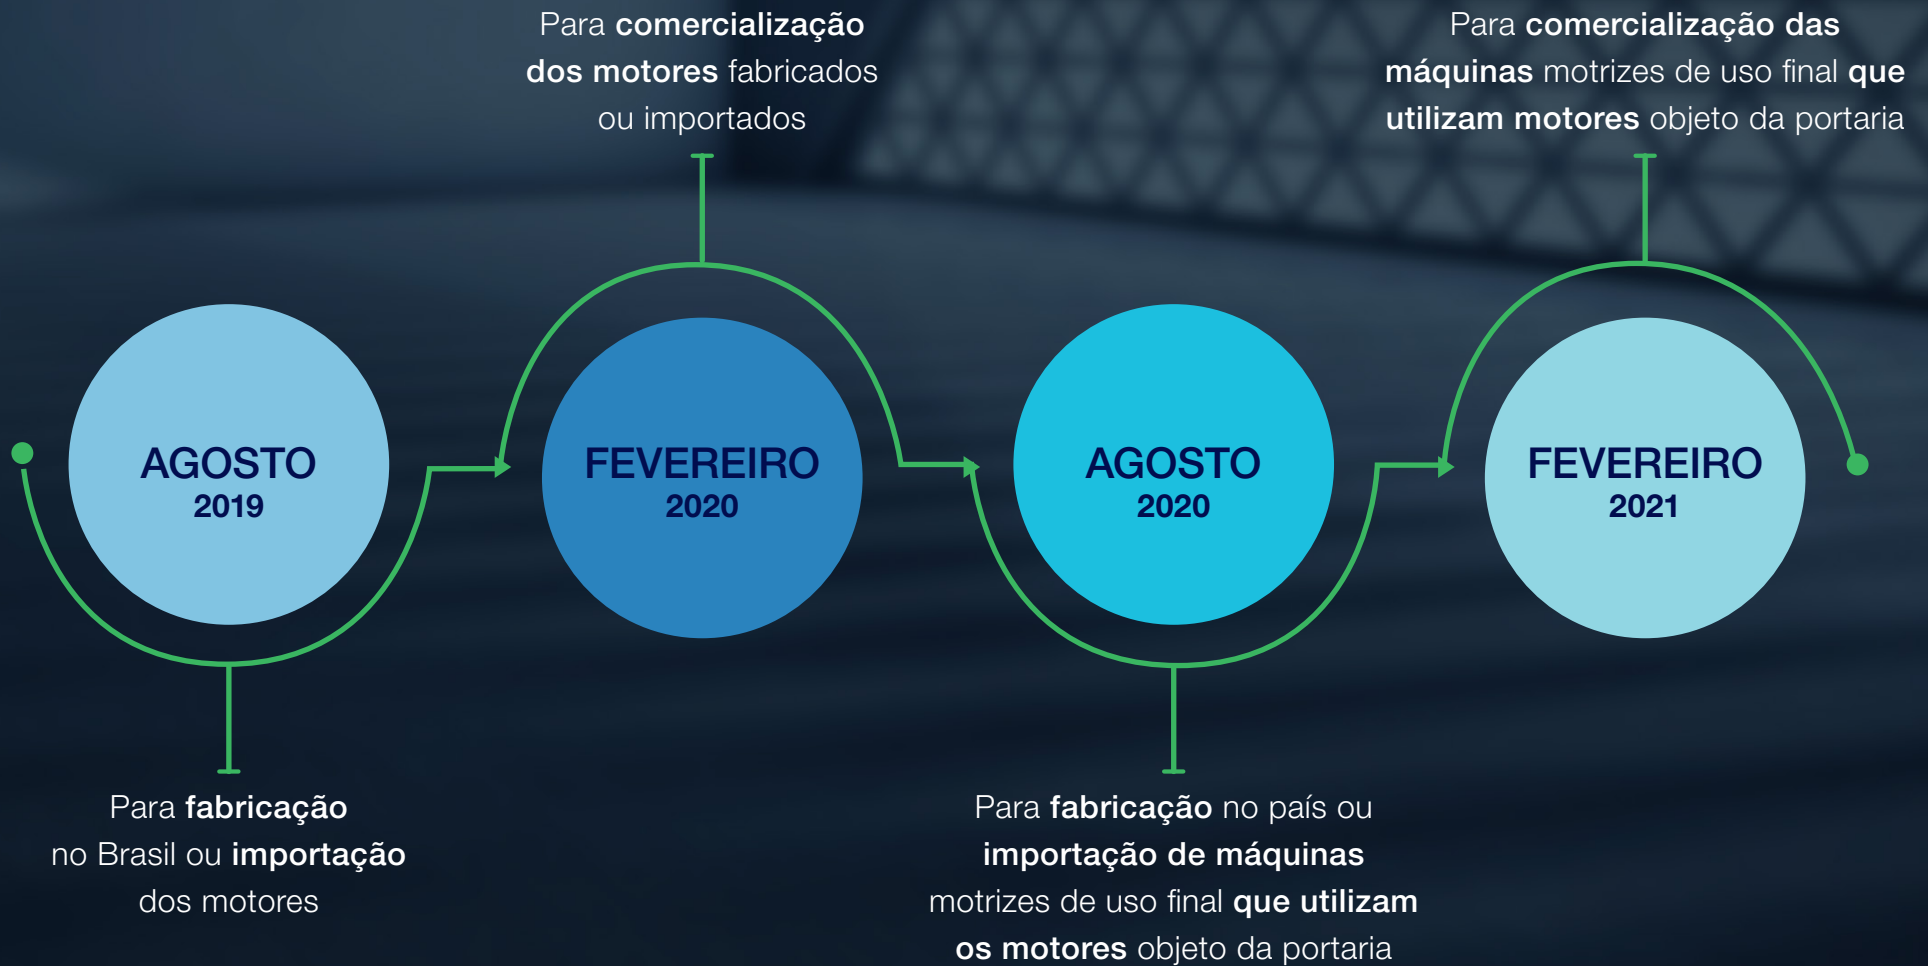 Para comercialização
dos motores fabricados
ou importados
Para comercialização das
máquinas motrizes de uso final que
utilizam motores objeto da portaria
AGOSTO
2019
FEVEREIRO
2020
AGOSTO
2020
FEVEREIRO
2021
Para fabricação
no Brasil ou importação
dos motores
Para fabricação no país ou
importação de máquinas
motrizes de uso final que utilizam
os motores objeto da portaria